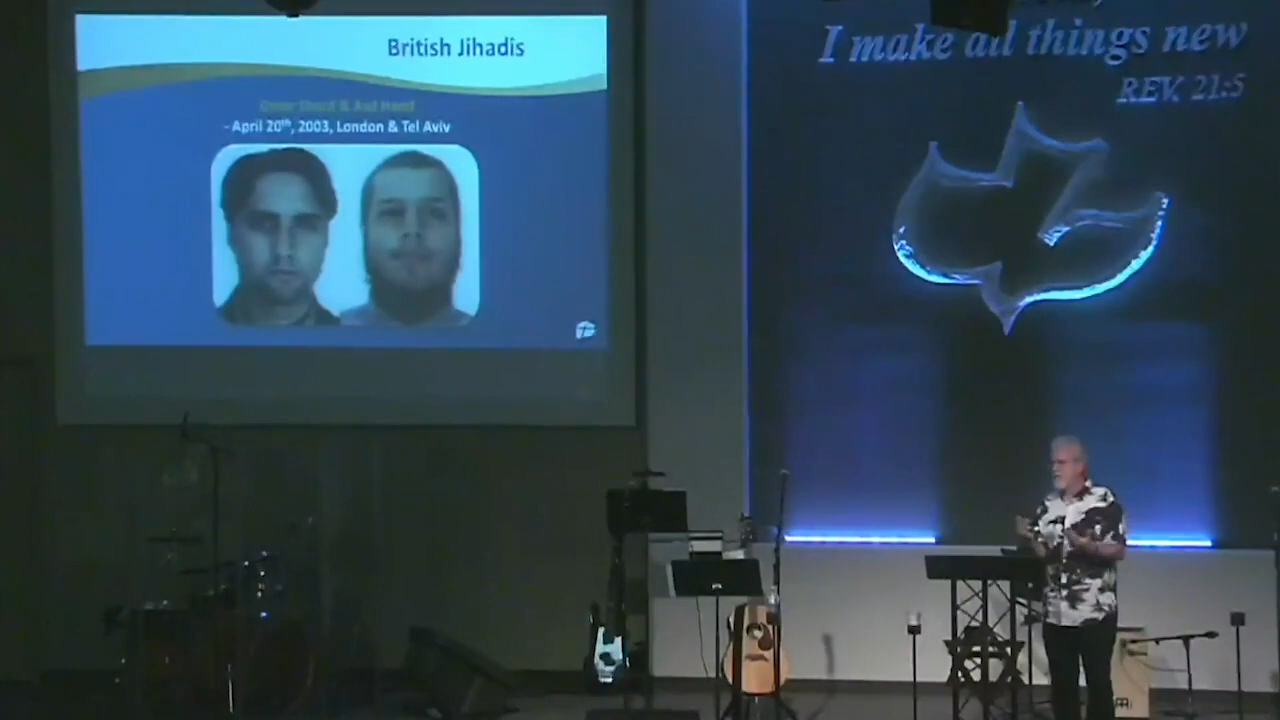 British Jihadis
- April 20th, 2003, London & Tel Aviv
I make all things new
REV. 21:5